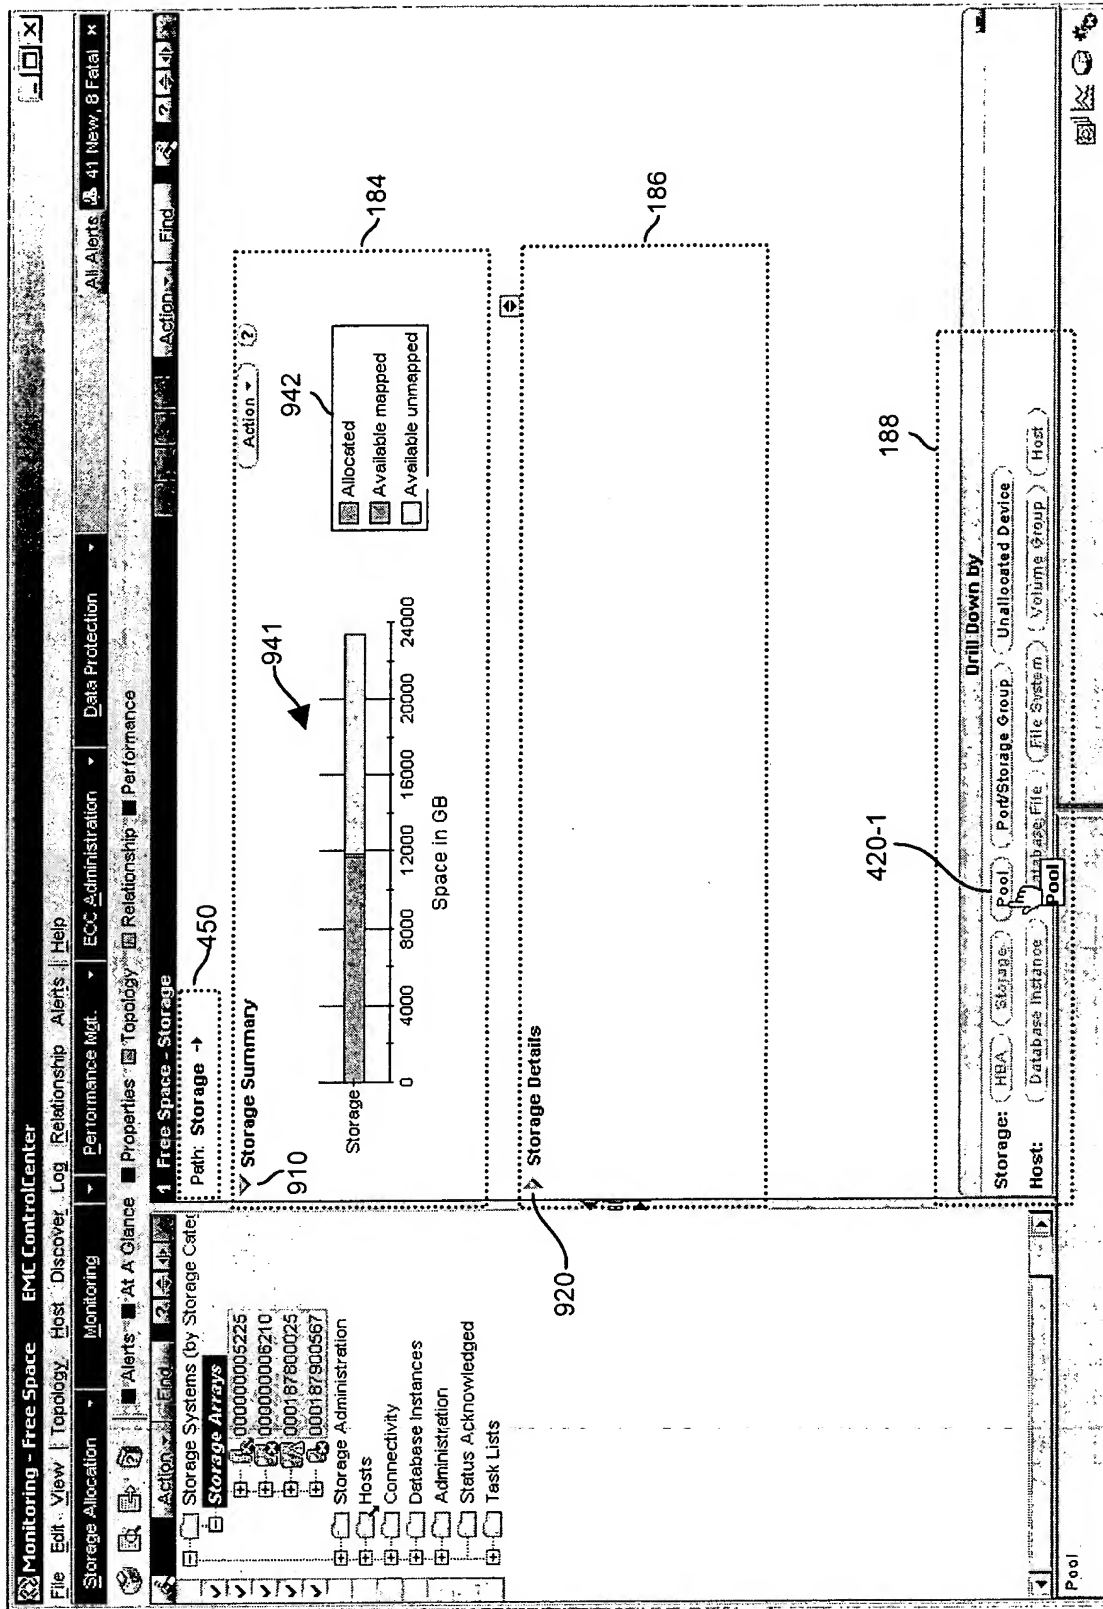 Monitoring - Free Space EMC ControlCenter
File Edit View Topology Host Discover Log Relationship Alerts Help
Storage Allocation Monitoring Performance Mgt. ECC Administration Data Protection All Alerts 41 New, 8 Fatal
Alerts At A Glance Properties Topology Relationship Performance
Action Find
Storage Systems (by Storage Categ
Storage Arrays
000000005225
000000006210
000187800025
000187900567
Storage Administration
Hosts
Connectivity
Database Instances
Administration
Status Acknowledged
Task Lists
1 Free Space - Storage
Action Find
Path: Storage
450
Storage Summary
910
Action ?
Storage
0 4000 8000 12000 16000 20000 24000
Space in GB
941
942
Allocated
Available mapped
Available unmapped
184
Storage Details
920
186
188
420-1
Drill Down by
Storage: HBA Storage Pool Port/Storage Group Unallocated Device
Host: Database Instance atabase File File System Volume Group Host
Pool
Pool